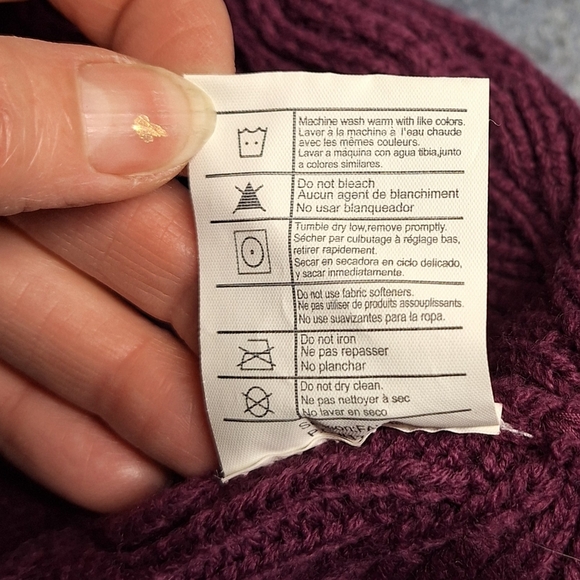 Machine wash warm with like colors.
Laver à la machine à l'eau chaude
avec les mêmes couleurs.
Lavar a máquina con agua tibia,junto
a colores similares.
Do not bleach
Aucun agent de blanchiment
No usar blanqueador
Tumble dry low,remove promptly.
Sécher par culbutage à réglage bas,
retirer rapidement.
Secar en secadora en ciclo delicado,
y sacar inmediatamente.
Do not use fabric softeners.
Ne pas utiliser de produits assouplissants.
No use suavizantes para la ropa.
Do not iron
Ne pas repasser
No planchar
Do not dry clean.
Ne pas nettoyer à sec
No lavar en seco